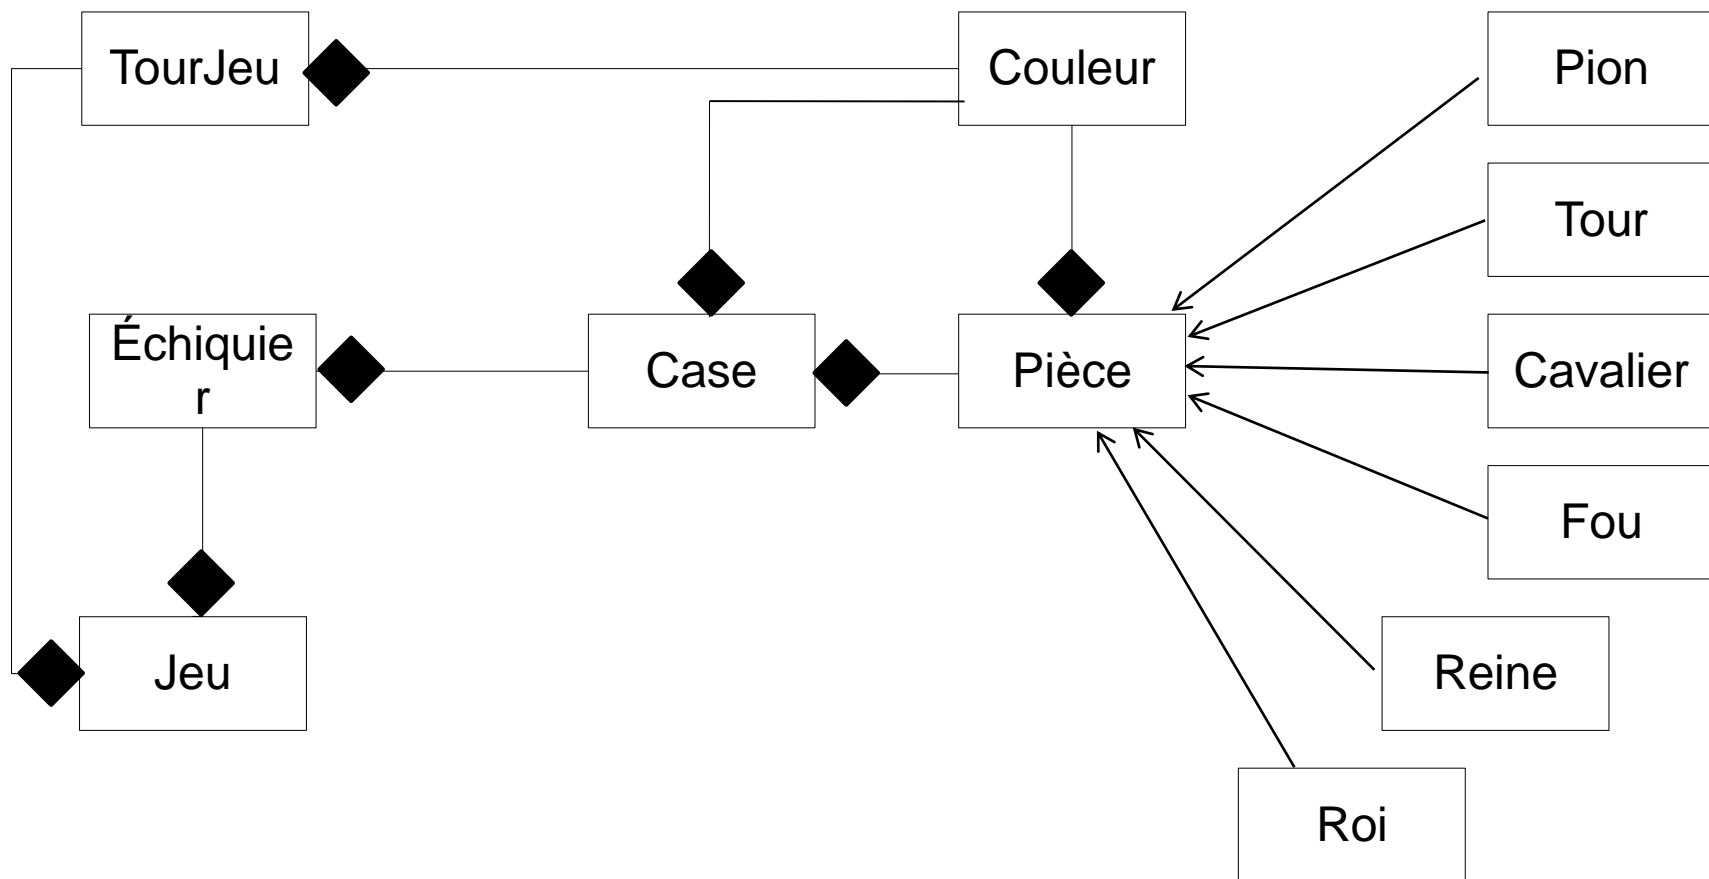 TourJeu
Couleur
Pion
Tour
Échiquie
r
Case
Pièce
Cavalier
Fou
Jeu
Reine
Roi